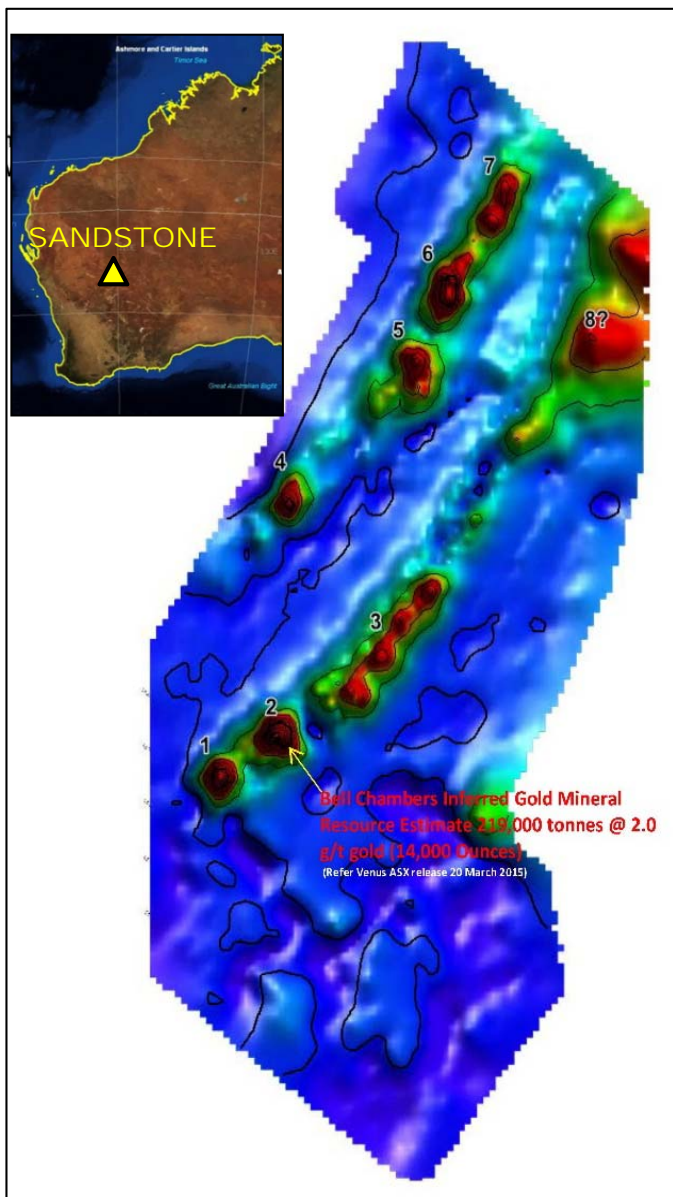 Ashmore and Cartier Islands
Timor Sea
SANDSTONE
Great Australian Bight
7
6
5
8?
4
3
2
1
Bell Chambers Inferred Gold Mineral
Resource Estimate 219,000 tonnes @ 2.0
g/t gold (14,000 Ounces)
(Refer Venus ASX release 20 March 2015)